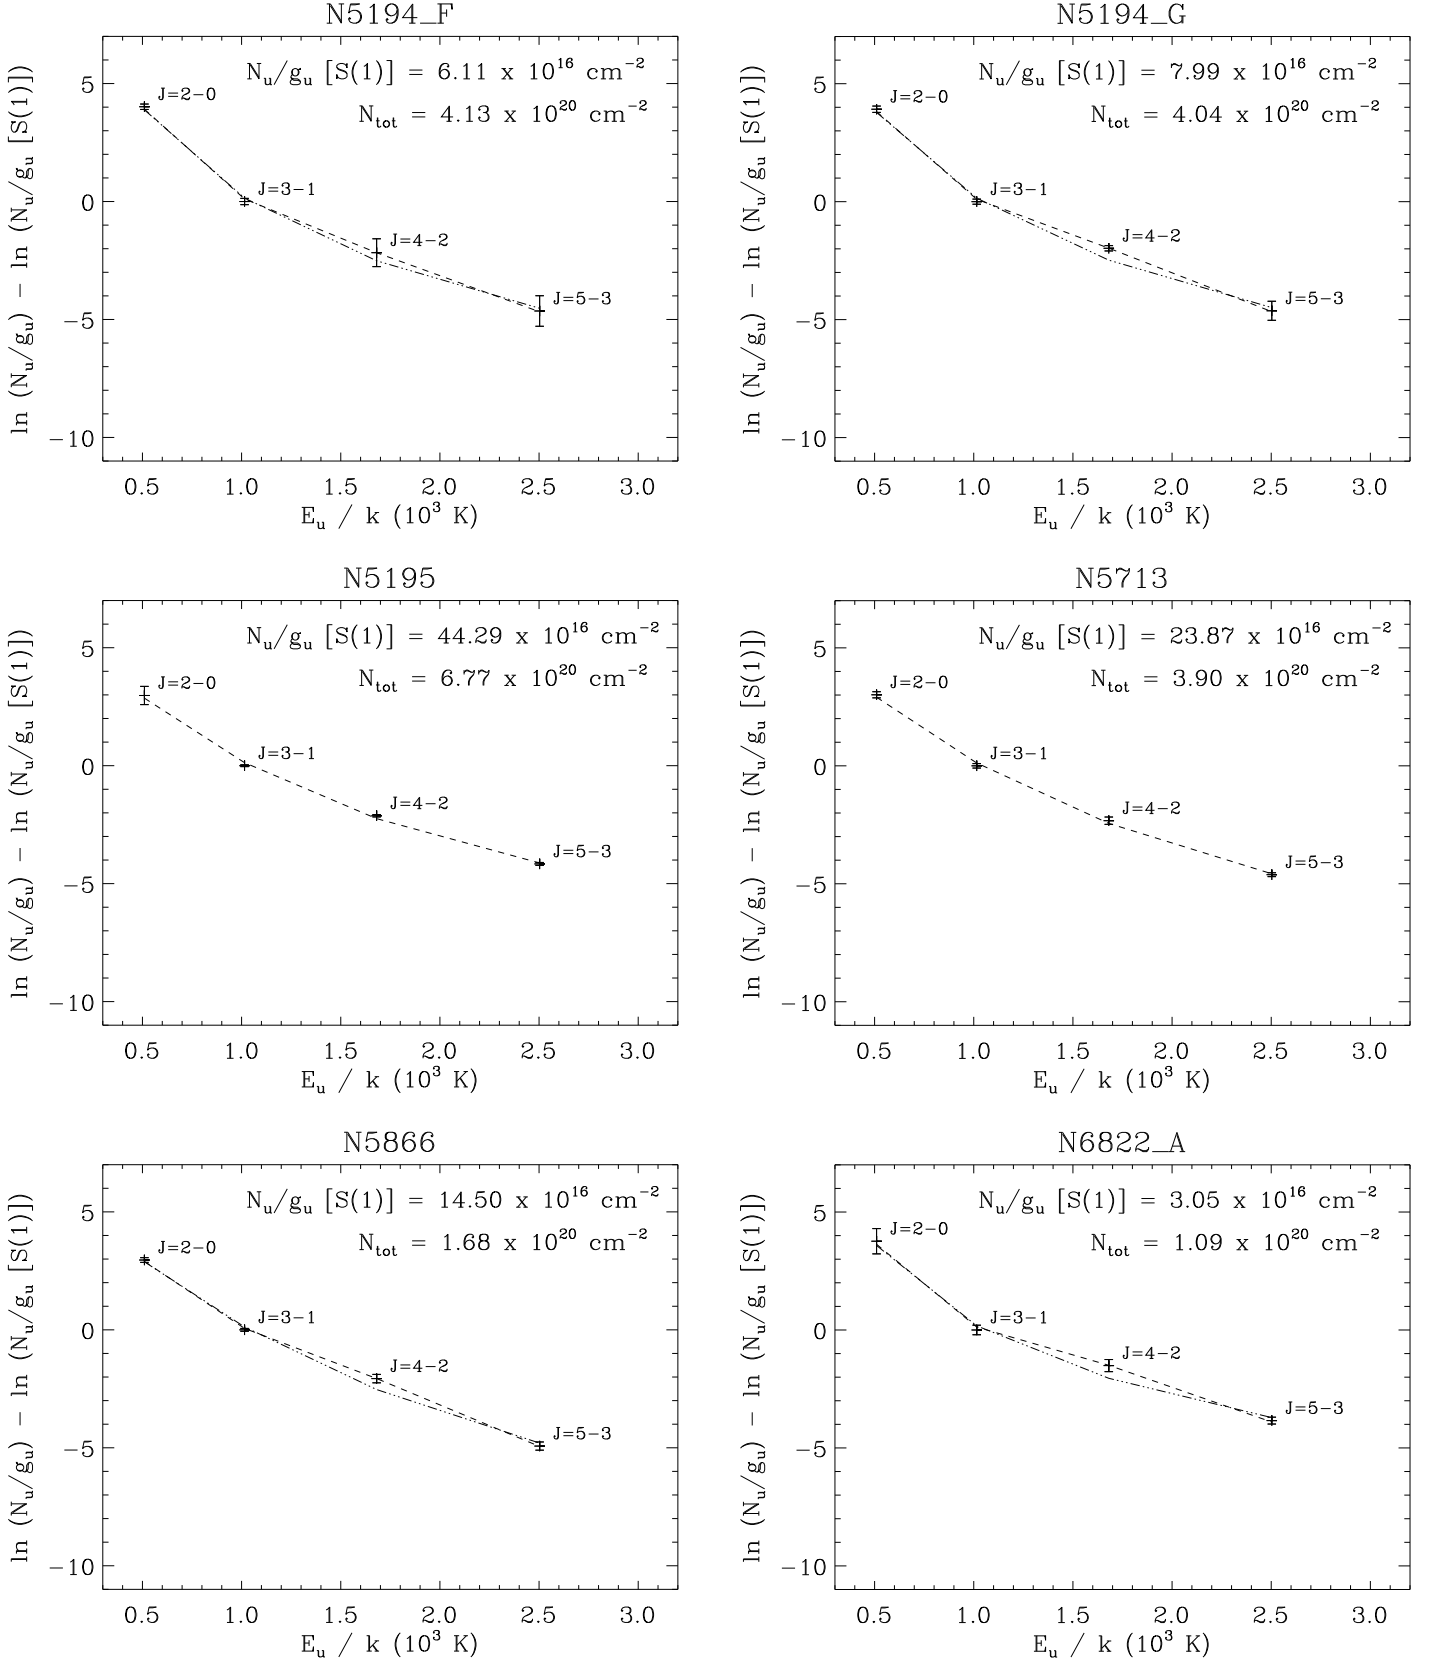 N5194_F
N_u/g_u [S(1)] = 6.11 x 10^16 cm^-2
N_tot = 4.13 x 10^20 cm^-2
J=2-0
J=3-1
J=4-2
J=5-3
5
0
-5
-10
ln (N_u/g_u) - ln (N_u/g_u [S(1)])
0.5 1.0 1.5 2.0 2.5 3.0
E_u / k (10^3 K)
N5194_G
N_u/g_u [S(1)] = 7.99 x 10^16 cm^-2
N_tot = 4.04 x 10^20 cm^-2
J=2-0
J=3-1
J=4-2
J=5-3
5
0
-5
-10
ln (N_u/g_u) - ln (N_u/g_u [S(1)])
0.5 1.0 1.5 2.0 2.5 3.0
E_u / k (10^3 K)
N5195
N_u/g_u [S(1)] = 44.29 x 10^16 cm^-2
N_tot = 6.77 x 10^20 cm^-2
J=2-0
J=3-1
J=4-2
J=5-3
5
0
-5
-10
ln (N_u/g_u) - ln (N_u/g_u [S(1)])
0.5 1.0 1.5 2.0 2.5 3.0
E_u / k (10^3 K)
N5713
N_u/g_u [S(1)] = 23.87 x 10^16 cm^-2
N_tot = 3.90 x 10^20 cm^-2
J=2-0
J=3-1
J=4-2
J=5-3
5
0
-5
-10
ln (N_u/g_u) - ln (N_u/g_u [S(1)])
0.5 1.0 1.5 2.0 2.5 3.0
E_u / k (10^3 K)
N5866
N_u/g_u [S(1)] = 14.50 x 10^16 cm^-2
N_tot = 1.68 x 10^20 cm^-2
J=2-0
J=3-1
J=4-2
J=5-3
5
0
-5
-10
ln (N_u/g_u) - ln (N_u/g_u [S(1)])
0.5 1.0 1.5 2.0 2.5 3.0
E_u / k (10^3 K)
N6822_A
N_u/g_u [S(1)] = 3.05 x 10^16 cm^-2
N_tot = 1.09 x 10^20 cm^-2
J=2-0
J=3-1
J=4-2
J=5-3
5
0
-5
-10
ln (N_u/g_u) - ln (N_u/g_u [S(1)])
0.5 1.0 1.5 2.0 2.5 3.0
E_u / k (10^3 K)